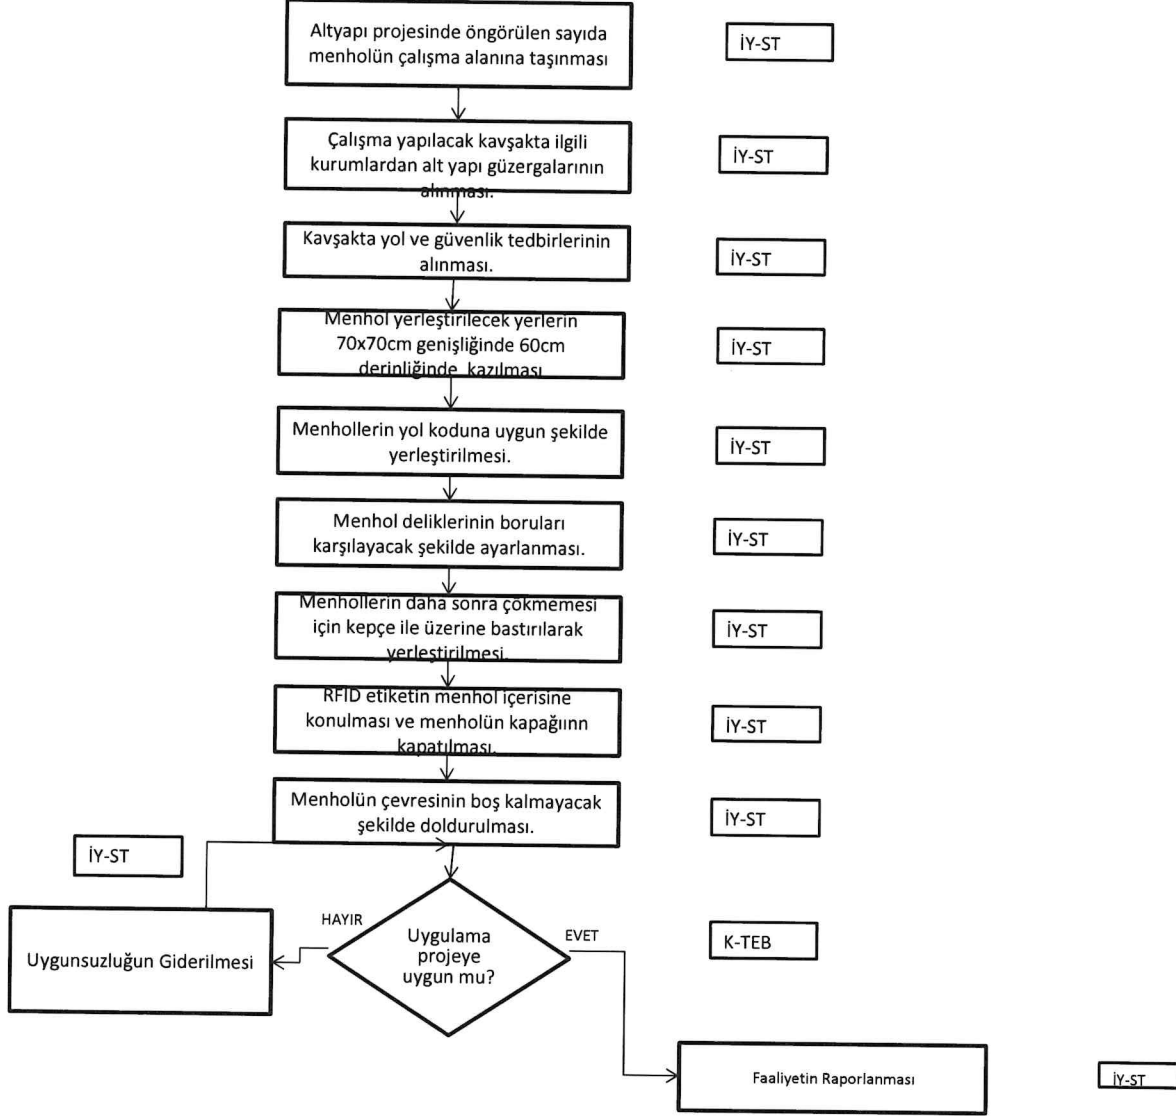 Altyapı projesinde öngörülen sayıda
menholün çalışma alanına taşınması
İY-ST
Çalışma yapılacak kavşakta ilgili
kurumlardan alt yapı güzergalarının
alınması.
İY-ST
Kavşakta yol ve güvenlik tedbirlerinin
alınması.
İY-ST
Menhol yerleştirilecek yerlerin
70x70cm genişliğinde 60cm
derinliğinde kazılması
İY-ST
Menhollerin yol koduna uygun şekilde
yerleştirilmesi.
İY-ST
Menhol deliklerinin boruları
karşılayacak şekilde ayarlanması.
İY-ST
Menhollerin daha sonra çökmemesi
için kepçe ile üzerine bastırılarak
yerleştirilmesi.
İY-ST
RFID etiketin menhol içerisine
konulması ve menholün kapağıınn
kapatılması.
İY-ST
Menholün çevresinin boş kalmayacak
şekilde doldurulması.
İY-ST
İY-ST
Uygunsuzluğun Giderilmesi
HAYIR
Uygulama
projeye
uygun mu?
EVET
K-TEB
Faaliyetin Raporlanması
İY-ST